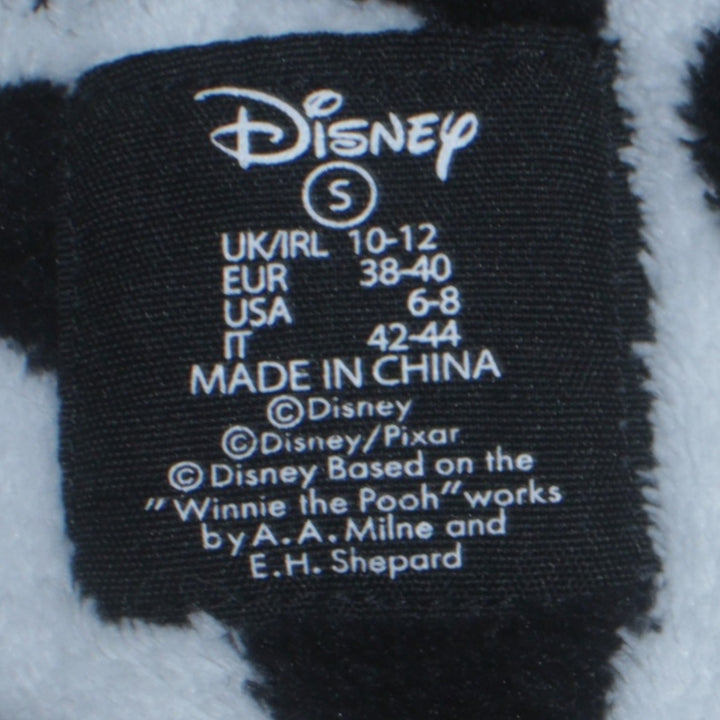 Disney
S
UK/IRL 10-12
EUR 38-40
USA 6-8
IT 42-44
MADE IN CHINA
©Disney
©Disney/Pixar
©Disney Based on the
"Winnie the Pooh" works
by A.A. Milne and
E.H. Shepard